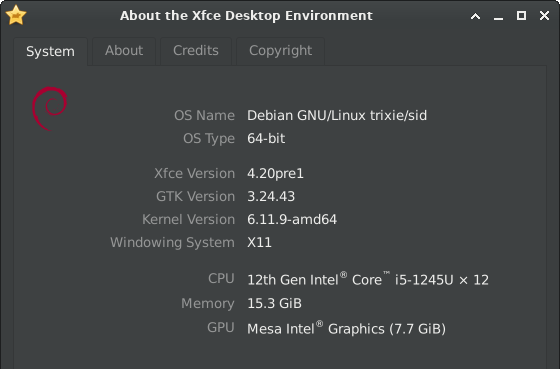 About the Xfce Desktop Environment
System About Credits Copyright
OS Name Debian GNU/Linux trixie/sid
OS Type 64-bit
Xfce Version 4.20pre1
GTK Version 3.24.43
Kernel Version 6.11.9-amd64
Windowing System X11
CPU 12th Gen Intel® Core™ i5-1245U × 12
Memory 15.3 GiB
GPU Mesa Intel® Graphics (7.7 GiB)